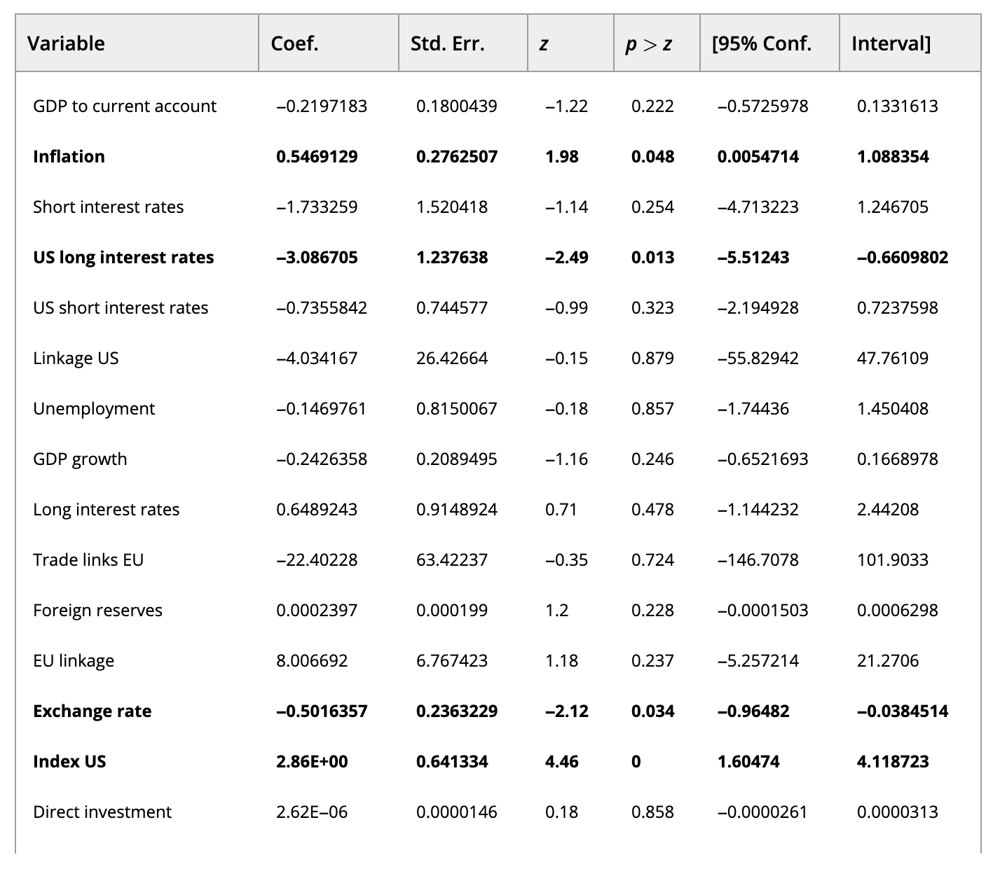 Variable Coef. Std. Err. z p > z [95% Conf. Interval]
GDP to current account –0.2197183 0.1800439 –1.22 0.222 –0.5725978 0.1331613
Inflation 0.5469129 0.2762507 1.98 0.048 0.0054714 1.088354
Short interest rates –1.733259 1.520418 –1.14 0.254 –4.713223 1.246705
US long interest rates –3.086705 1.237638 –2.49 0.013 –5.51243 –0.6609802
US short interest rates –0.7355842 0.744577 –0.99 0.323 –2.194928 0.7237598
Linkage US –4.034167 26.42664 –0.15 0.879 –55.82942 47.76109
Unemployment –0.1469761 0.8150067 –0.18 0.857 –1.74436 1.450408
GDP growth –0.2426358 0.2089495 –1.16 0.246 –0.6521693 0.1668978
Long interest rates 0.6489243 0.9148924 0.71 0.478 –1.144232 2.44208
Trade links EU –22.40228 63.42237 –0.35 0.724 –146.7078 101.9033
Foreign reserves 0.0002397 0.000199 1.2 0.228 –0.0001503 0.0006298
EU linkage 8.006692 6.767423 1.18 0.237 –5.257214 21.2706
Exchange rate –0.5016357 0.2363229 –2.12 0.034 –0.96482 –0.0384514
Index US 2.86E+00 0.641334 4.46 0 1.60474 4.118723
Direct investment 2.62E–06 0.0000146 0.18 0.858 –0.0000261 0.0000313